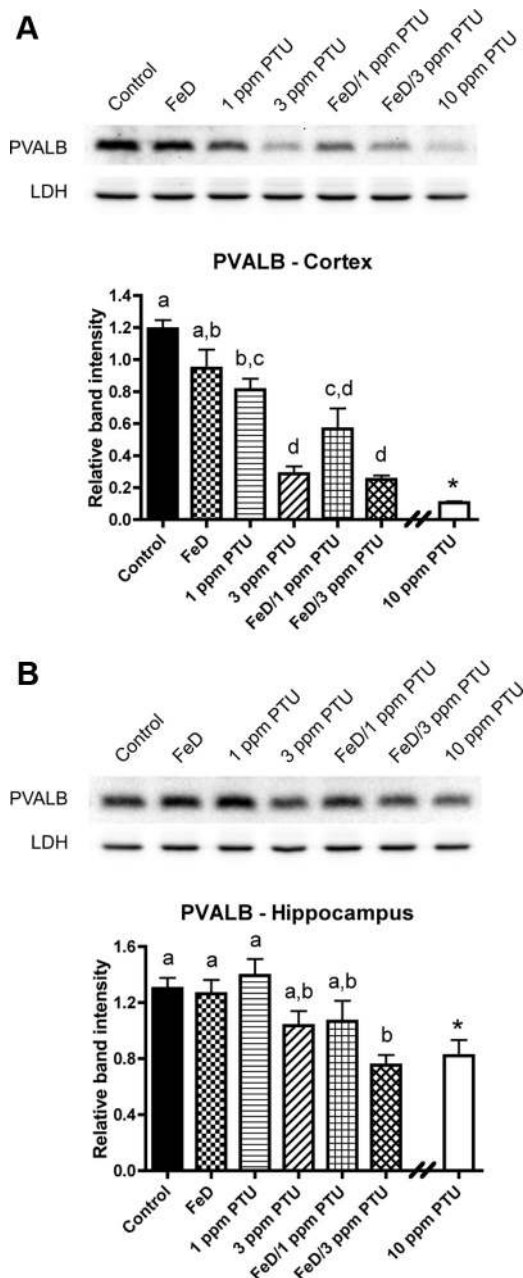 A
Control
FeD
1 ppm PTU
3 ppm PTU
FeD/1 ppm PTU
FeD/3 ppm PTU
10 ppm PTU
PVALB
LDH
PVALB - Cortex
Relative band intensity
1.4
1.2
1.0
0.8
0.6
0.4
0.2
0.0
a
a,b
b,c
d
c,d
d
*
Control
FeD
1 ppm PTU
3 ppm PTU
FeD/1 ppm PTU
FeD/3 ppm PTU
10 ppm PTU
B
Control
FeD
1 ppm PTU
3 ppm PTU
FeD/1 ppm PTU
FeD/3 ppm PTU
10 ppm PTU
PVALB
LDH
PVALB - Hippocampus
Relative band intensity
1.6
1.2
0.8
0.4
0.0
a
a
a
a,b
a,b
b
*
Control
FeD
1 ppm PTU
3 ppm PTU
FeD/1 ppm PTU
FeD/3 ppm PTU
10 ppm PTU